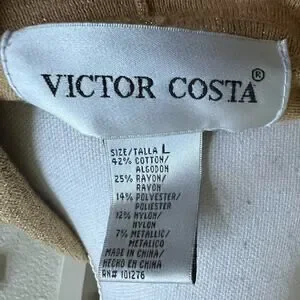 VICTOR COSTA®
SIZE/TALLA L
42% COTTON/
ALGODON
25% RAYON/
RAYON
14% POLYESTER/
POLIESTER
12% NYLON/
NYLON
7% METALLIC/
METALICO
MADE IN CHINA/
HECHO EN CHINA
RN# 101276